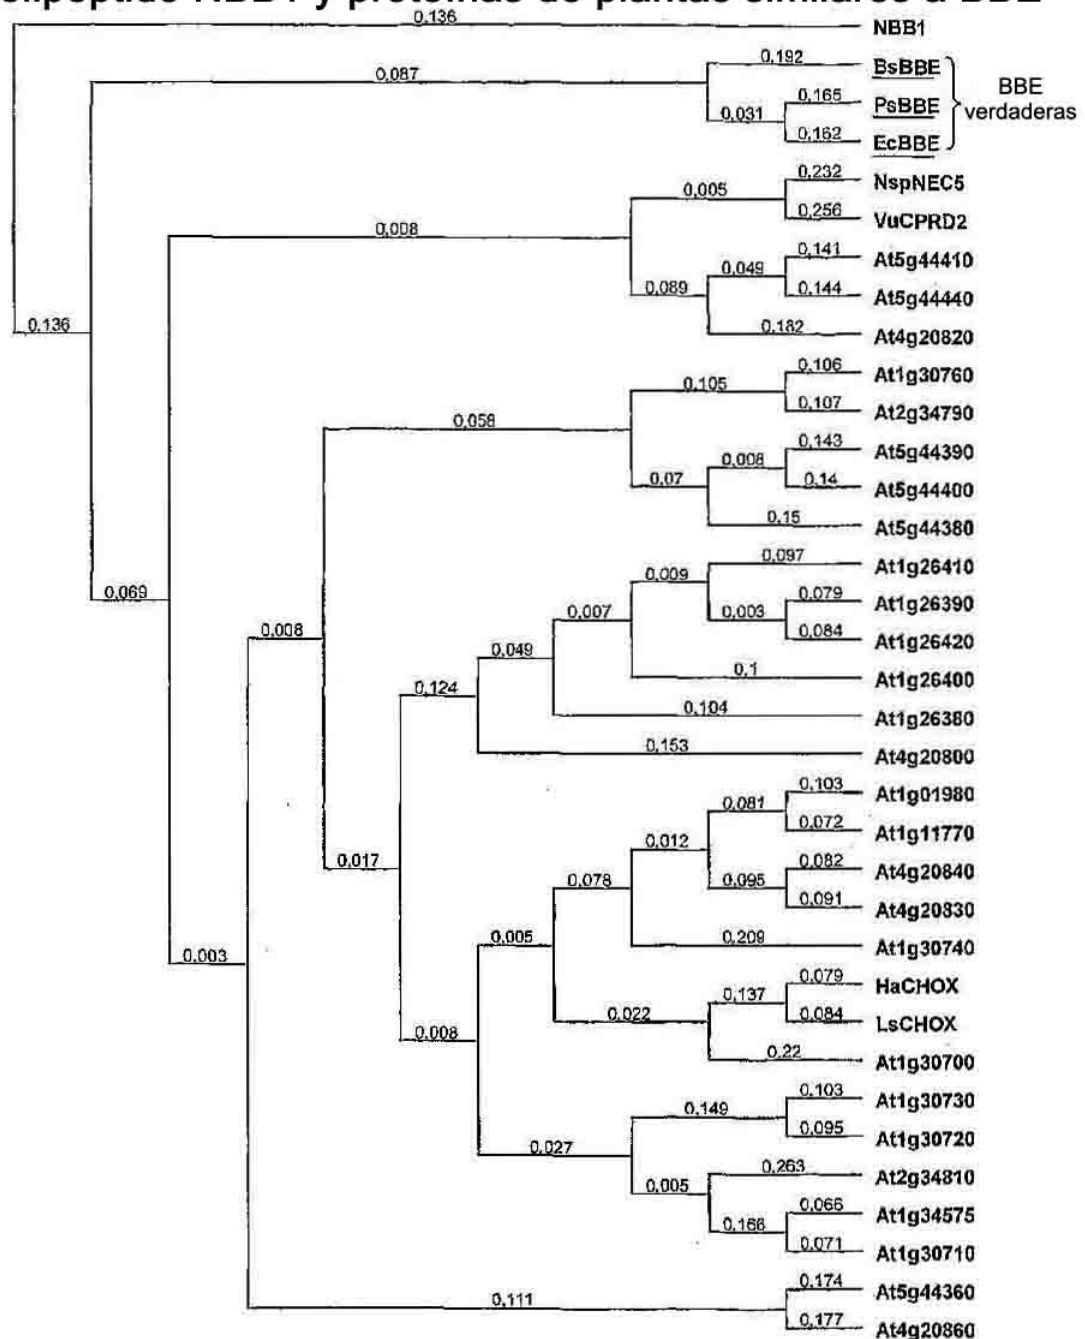 polipéptido NBB1 y proteínas de plantas similares a BBE
0,136
NBB1
0,192
BsBBE
0,087
BBE
verdaderas
0,165
PsBBE
0,031
0,162
EcBBE
0,232
NspNEC5
0,005
0,256
VuCPRD2
0,008
0,141
At5g44410
0,049
0,089
0,144
At5g44440
0,136
0,182
At4g20820
0,106
At1g30760
0,105
0,107
At2g34790
0,058
0,143
At5g44390
0,008
0,07
0,14
At5g44400
0,15
At5g44380
0,097
At1g26410
0,009
0,069
0,079
At1g26390
0,007
0,003
0,008
0,084
At1g26420
0,049
0,1
At1g26400
0,124
0,104
At1g26380
0,153
At4g20800
0,103
At1g01980
0,081
0,072
At1g11770
0,012
0,017
0,082
At4g20840
0,078
0,095
0,091
At4g20830
0,005
0,209
At1g30740
0,003
0,079
HaCHOX
0,137
0,022
0,084
LsCHOX
0,008
0,22
At1g30700
0,103
At1g30730
0,149
0,095
At1g30720
0,027
0,263
At2g34810
0,005
0,066
At1g34575
0,166
0,071
At1g30710
0,174
At5g44360
0,111
0,177
At4g20860